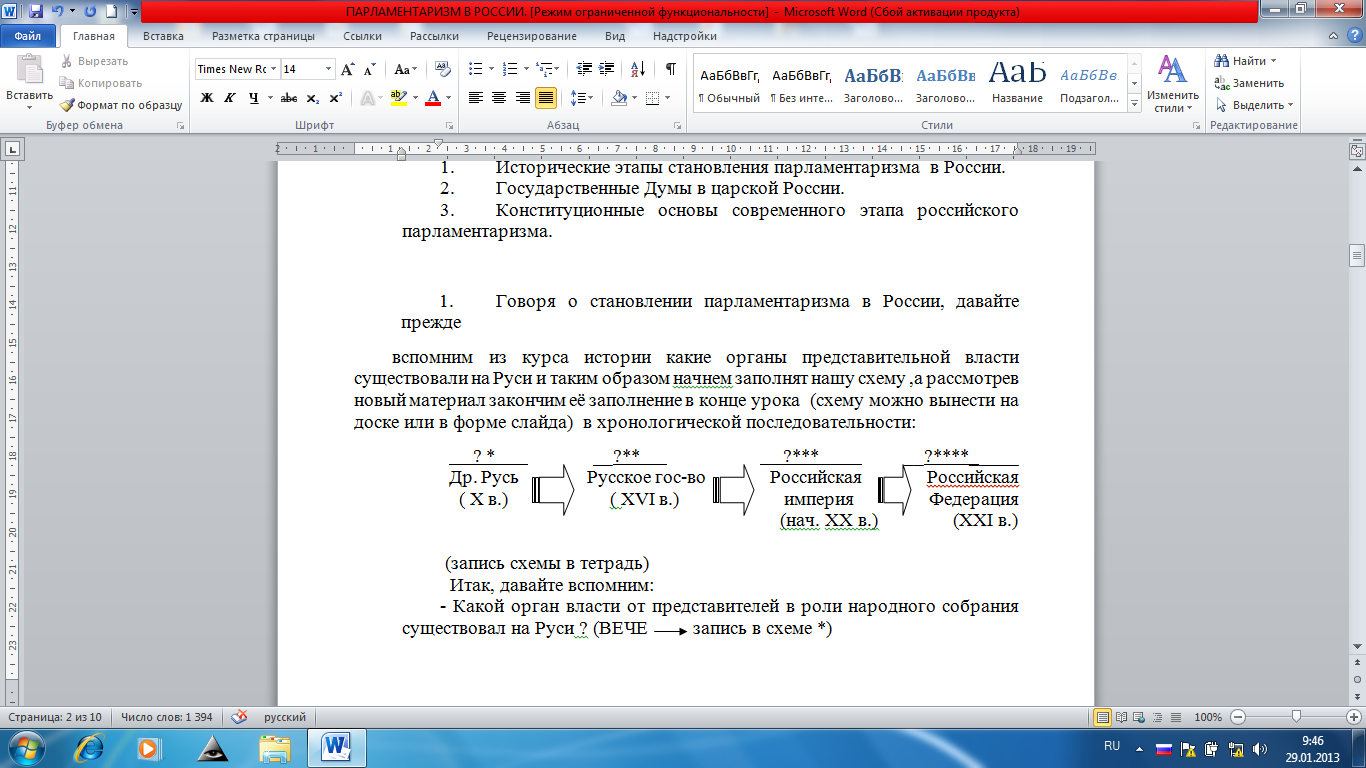 ПАРЛАМЕНТАРИЗМ В РОССИИ. [Режим ограниченной функциональности] - Microsoft Word (Сбой активации продукта)
Файл Главная Вставка Разметка страницы Ссылки Рассылки Рецензирование Вид Надстройки
Вставить
Вырезать
Копировать
Формат по образцу
Буфер обмена
Times New Ro 14
Ж К Ч abc x₂ x²
Шрифт
Абзац
АаБбВвГг, АаБбВвГг, АаБбВ АаБбВв АаБ АаБбВв.
¶ Обычный ¶ Без инте... Заголово... Заголово... Название Подзагол...
Стили
Изменить стили
Найти
Заменить
Выделить
Редактирование
1. Исторические этапы становления парламентаризма в России.
2. Государственные Думы в царской России.
3. Конституционные основы современного этапа российского
парламентаризма.
1. Говоря о становлении парламентаризма в России, давайте
прежде
вспомним из курса истории какие органы представительной власти
существовали на Руси и таким образом начнем заполнят нашу схему ,а рассмотрев
новый материал закончим её заполнение в конце урока (схему можно вынести на
доске или в форме слайда) в хронологической последовательности:
? * __?** ?*** __?****_
Др. Русь Русское гос-во Российская Российская
( X в.) ( XVI в.) империя Федерация
(нач. XX в.) (XXI в.)
(запись схемы в тетрадь)
Итак, давайте вспомним:
- Какой орган власти от представителей в роли народного собрания
существовал на Руси ? (ВЕЧЕ → запись в схеме *)
Страница: 2 из 10 Число слов: 1 394 русский 100%
RU 9:46
29.01.2013